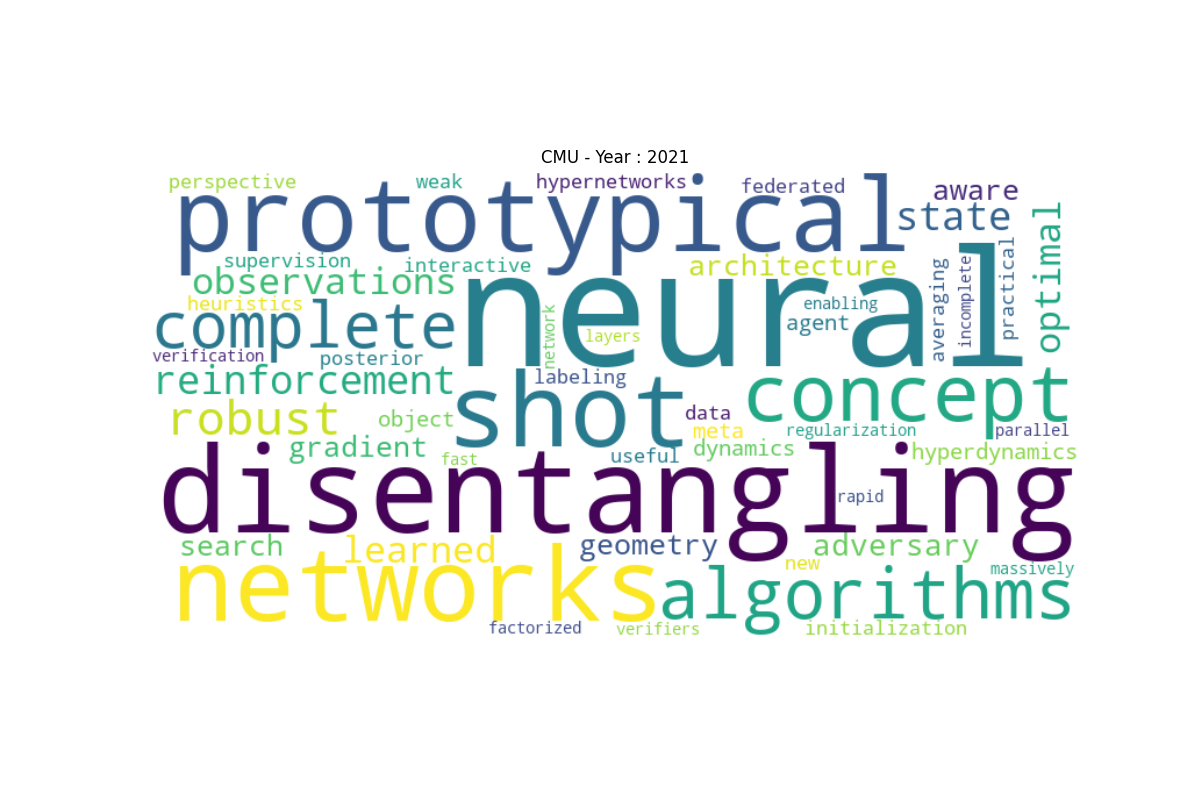 CMU - Year : 2021
perspective weak hypernetworks federated aware
prototypical state optimal
supervision interactive architecture averaging incomplete practical
observations neural
heuristics network layers enabling
complete agent
verification posterior
reinforcement shot labeling concept
robust object data
meta regularization parallel
gradient fast useful dynamics hyperdynamics
disentangling rapid
search learned geometry adversary
networks algorithms new massively
factorized verifiers initialization